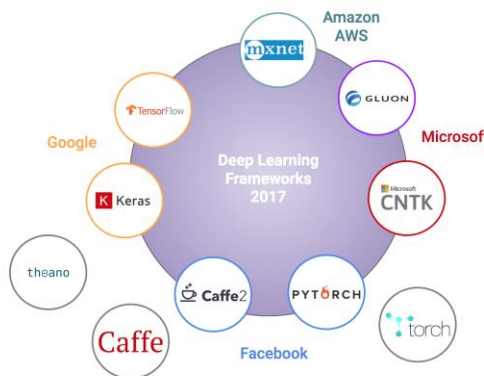 Amazon
AWS
mxnet
GLUON
TensorFlow
Google
Microsof
Deep Learning
Frameworks
2017
Keras
Microsoft
CNTK
theano
Caffe2
PYTORCH
Caffe
torch
Facebook